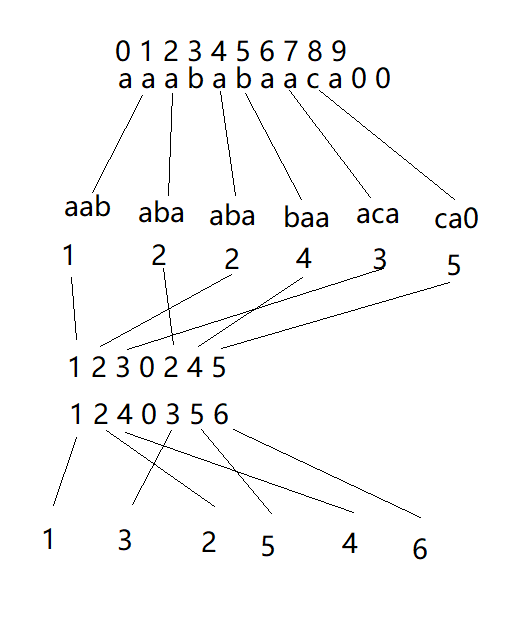 0 1 2 3 4 5 6 7 8 9
a a a b a b a a c a 0 0
aab aba aba baa aca ca0
1 2 2 4 3 5
1 2 3 0 2 4 5
1 2 4 0 3 5 6
1 3 2 5 4 6